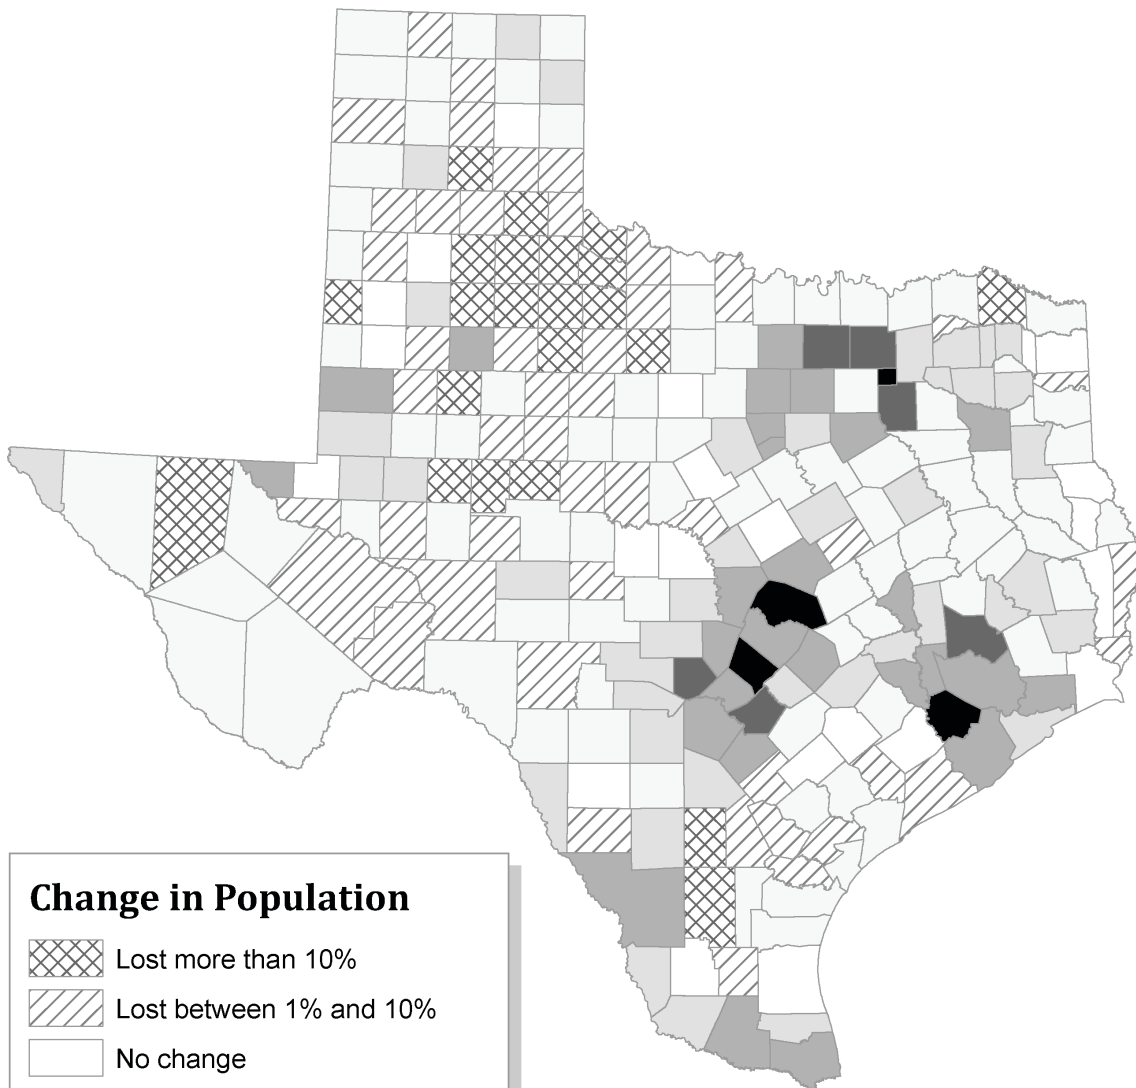 Change in Population
Lost more than 10%
Lost between 1% and 10%
No change